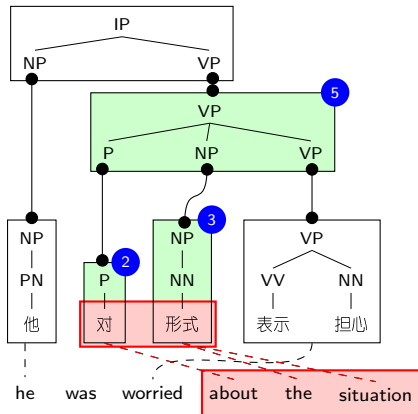 IP
NP VP
5
VP
P NP VP
3
NP NP VP
2
PN P NN VV NN
他 对 形式 表示 担心
he was worried about the situation